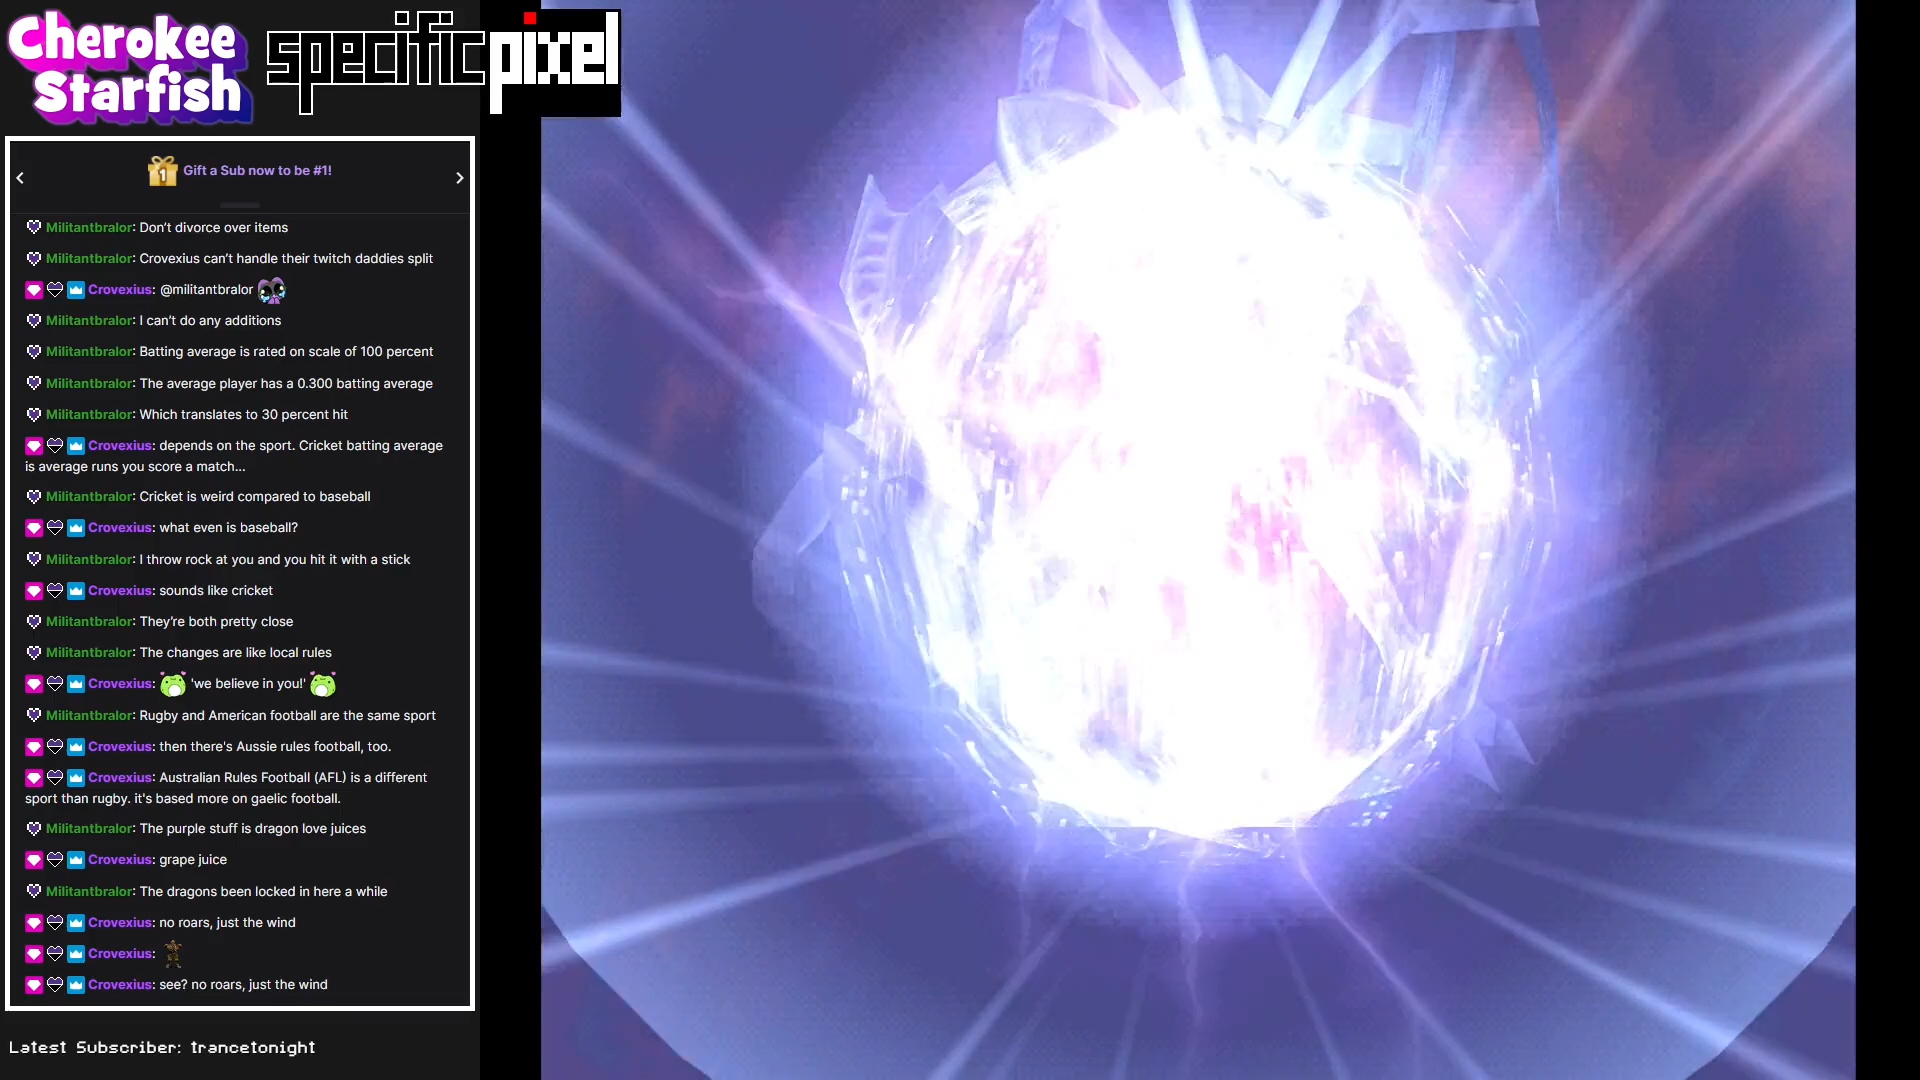 Cherokee
Starfish
specificpixel
1
Gift a Sub now to be #1!
Militantbralor: Don’t divorce over items
Militantbralor: Crovexius can’t handle their twitch daddies split
Crovexius: @militantbralor
Militantbralor: I can’t do any additions
Militantbralor: Batting average is rated on scale of 100 percent
Militantbralor: The average player has a 0.300 batting average
Militantbralor: Which translates to 30 percent hit
Crovexius: depends on the sport. Cricket batting average
is average runs you score a match...
Militantbralor: Cricket is weird compared to baseball
Crovexius: what even is baseball?
Militantbralor: I throw rock at you and you hit it with a stick
Crovexius: sounds like cricket
Militantbralor: They’re both pretty close
Militantbralor: The changes are like local rules
Crovexius: 'we believe in you!'
Militantbralor: Rugby and American football are the same sport
Crovexius: then there's Aussie rules football, too.
Crovexius: Australian Rules Football (AFL) is a different
sport than rugby. it's based more on gaelic football.
Militantbralor: The purple stuff is dragon love juices
Crovexius: grape juice
Militantbralor: The dragons been locked in here a while
Crovexius: no roars, just the wind
Crovexius:
Crovexius: see? no roars, just the wind
Latest Subscriber: trancetonight